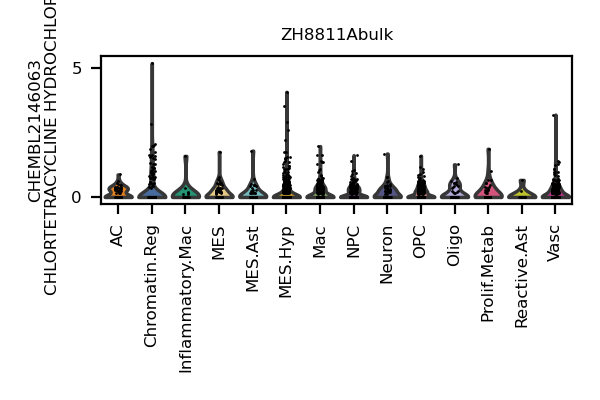 ZH8811Abulk
CHEMBL2146063
CHLORTETRACYCLINE
5
0
AC
Chromatin.Reg
Inflammatory.Mac
MES
MES.Ast
MES.Hyp
Mac
NPC
Neuron
OPC
Oligo
Prolif.Metab
Reactive.Ast
Vasc